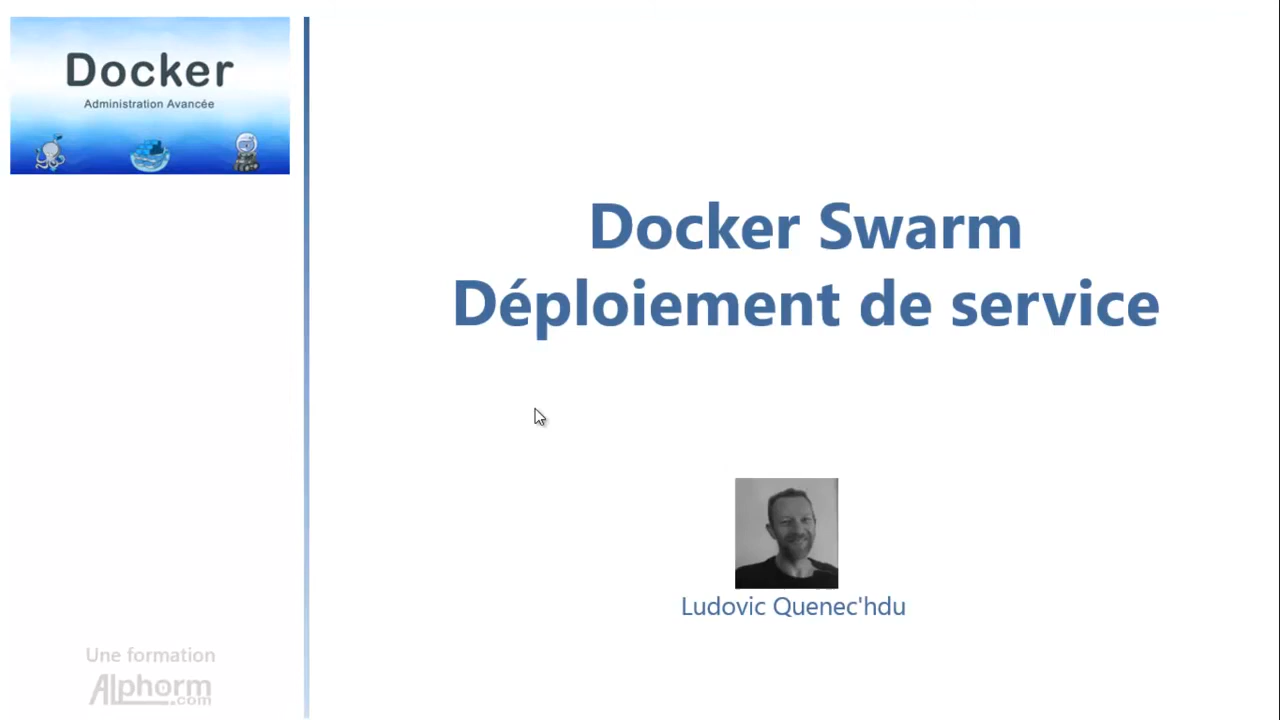 Docker
Administration Avancée
Docker Swarm
Déploiement de service
Ludovic Quenec'hdu
Une formation
Alphorm
.com